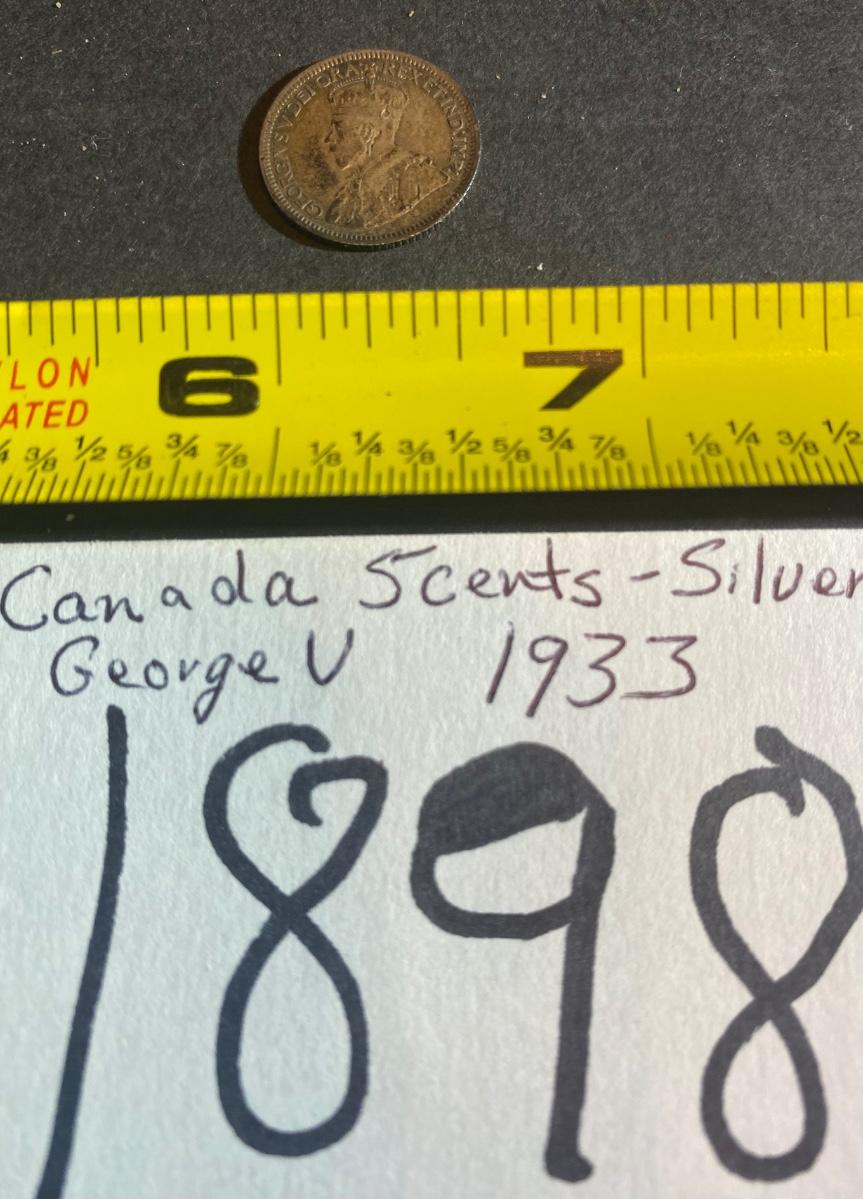 GEORGIVS V DEI GRA: REX ET IND:IMP:
6 7
LON
ATED
1/4 3/8 1/2 5/8 3/4 7/8 1/8 1/4 3/8 1/2 5/8 3/4 7/8 1/8 1/4 3/8 1/2
Canada 5cents-Silver
George V 1933
1898